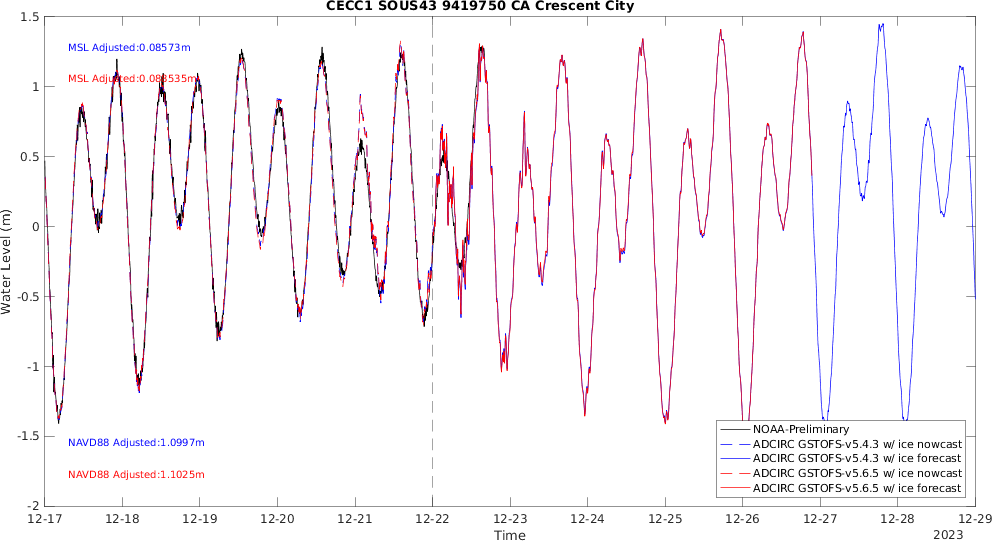 CECC1 SOUS43 9419750 CA Crescent City
1.5
1
0.5
0
-0.5
-1
-1.5
-2
Water Level (m)
MSL Adjusted:0.08573m
MSL Adjusted:0.083535m
NAVD88 Adjusted:1.0997m
NAVD88 Adjusted:1.1025m
NOAA-Preliminary
ADCIRC GSTOFS-v5.4.3 w/ ice nowcast
ADCIRC GSTOFS-v5.4.3 w/ ice forecast
ADCIRC GSTOFS-v5.6.5 w/ ice nowcast
ADCIRC GSTOFS-v5.6.5 w/ ice forecast
12-17 12-18 12-19 12-20 12-21 12-22 12-23 12-24 12-25 12-26 12-27 12-28 12-29
Time
2023